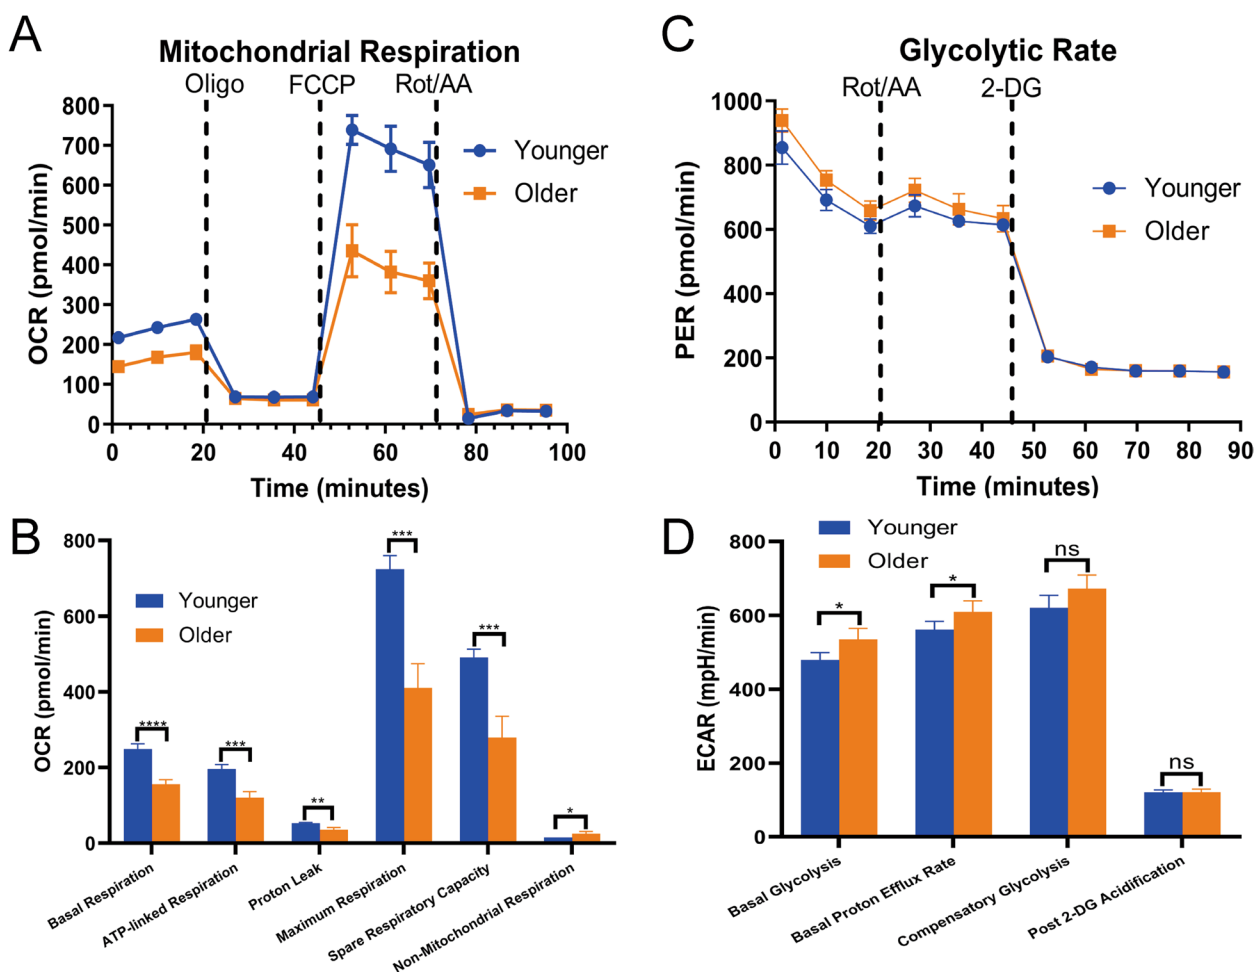 A
Mitochondrial Respiration
Oligo FCCP Rot/AA
OCR (pmol/min)
800
700
600
500
400
300
200
100
0
Younger
Older
0 20 40 60 80 100
Time (minutes)
C
Glycolytic Rate
Rot/AA 2-DG
PER (pmol/min)
1000
800
600
400
200
0
Younger
Older
0 10 20 30 40 50 60 70 80 90
Time (minutes)
B
OCR (pmol/min)
800
600
400
200
0
Younger
Older
****
***
**
***
***
*
Basal Respiration
ATP-linked Respiration
Proton Leak
Maximum Respiration
Spare Respiratory Capacity
Non-Mitochondrial Respiration
D
ECAR (mpH/min)
800
600
400
200
0
Younger
Older
*
*
ns
ns
Basal Glycolysis
Basal Proton Efflux Rate
Compensatory Glycolysis
Post 2-DG Acidification